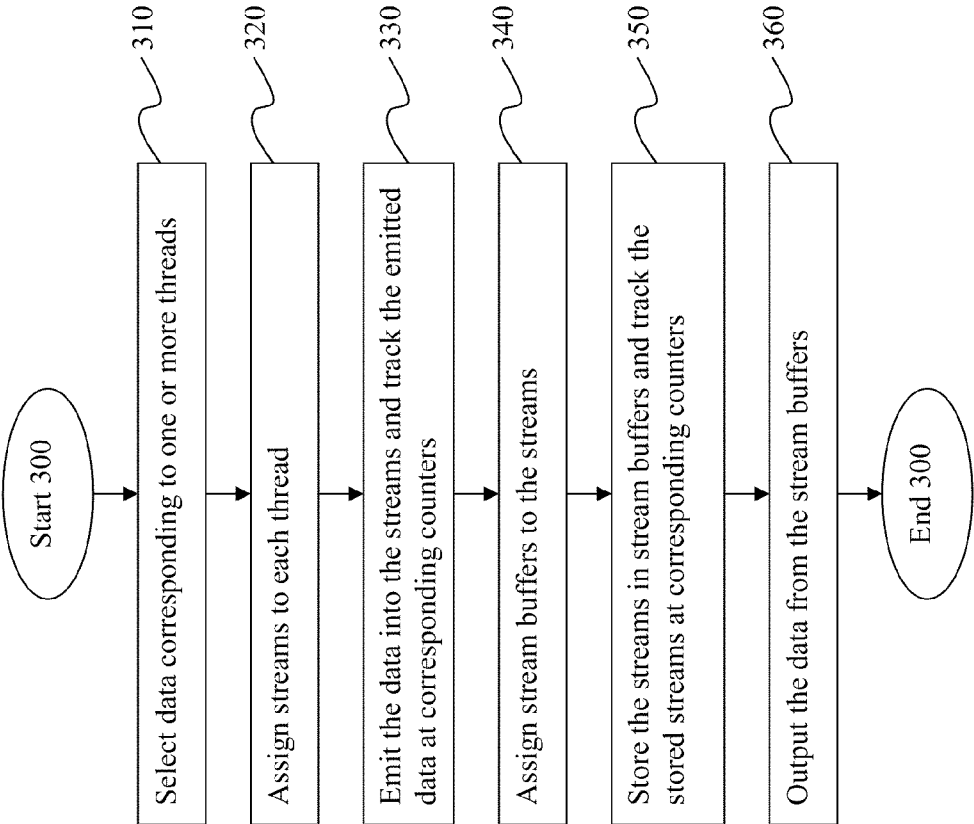 Start 300
310
Select data corresponding to one or more threads
320
Assign streams to each thread
330
Emit the data into the streams and track the emitted
data at corresponding counters
340
Assign stream buffers to the streams
350
Store the streams in stream buffers and track the
stored streams at corresponding counters
360
Output the data from the stream buffers
End 300